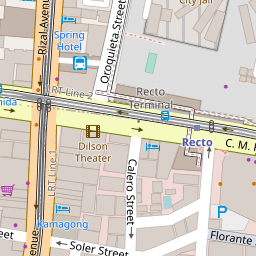 City Jail
Oroquieta Street
Rizal Avenue
Spring
Hotel
LRT Line 2
Recto
Terminal
Recto
C. M.
Dilson
Theater
LRT Line 1
Calero Street
Kamagong
Soler Street
Florante
P